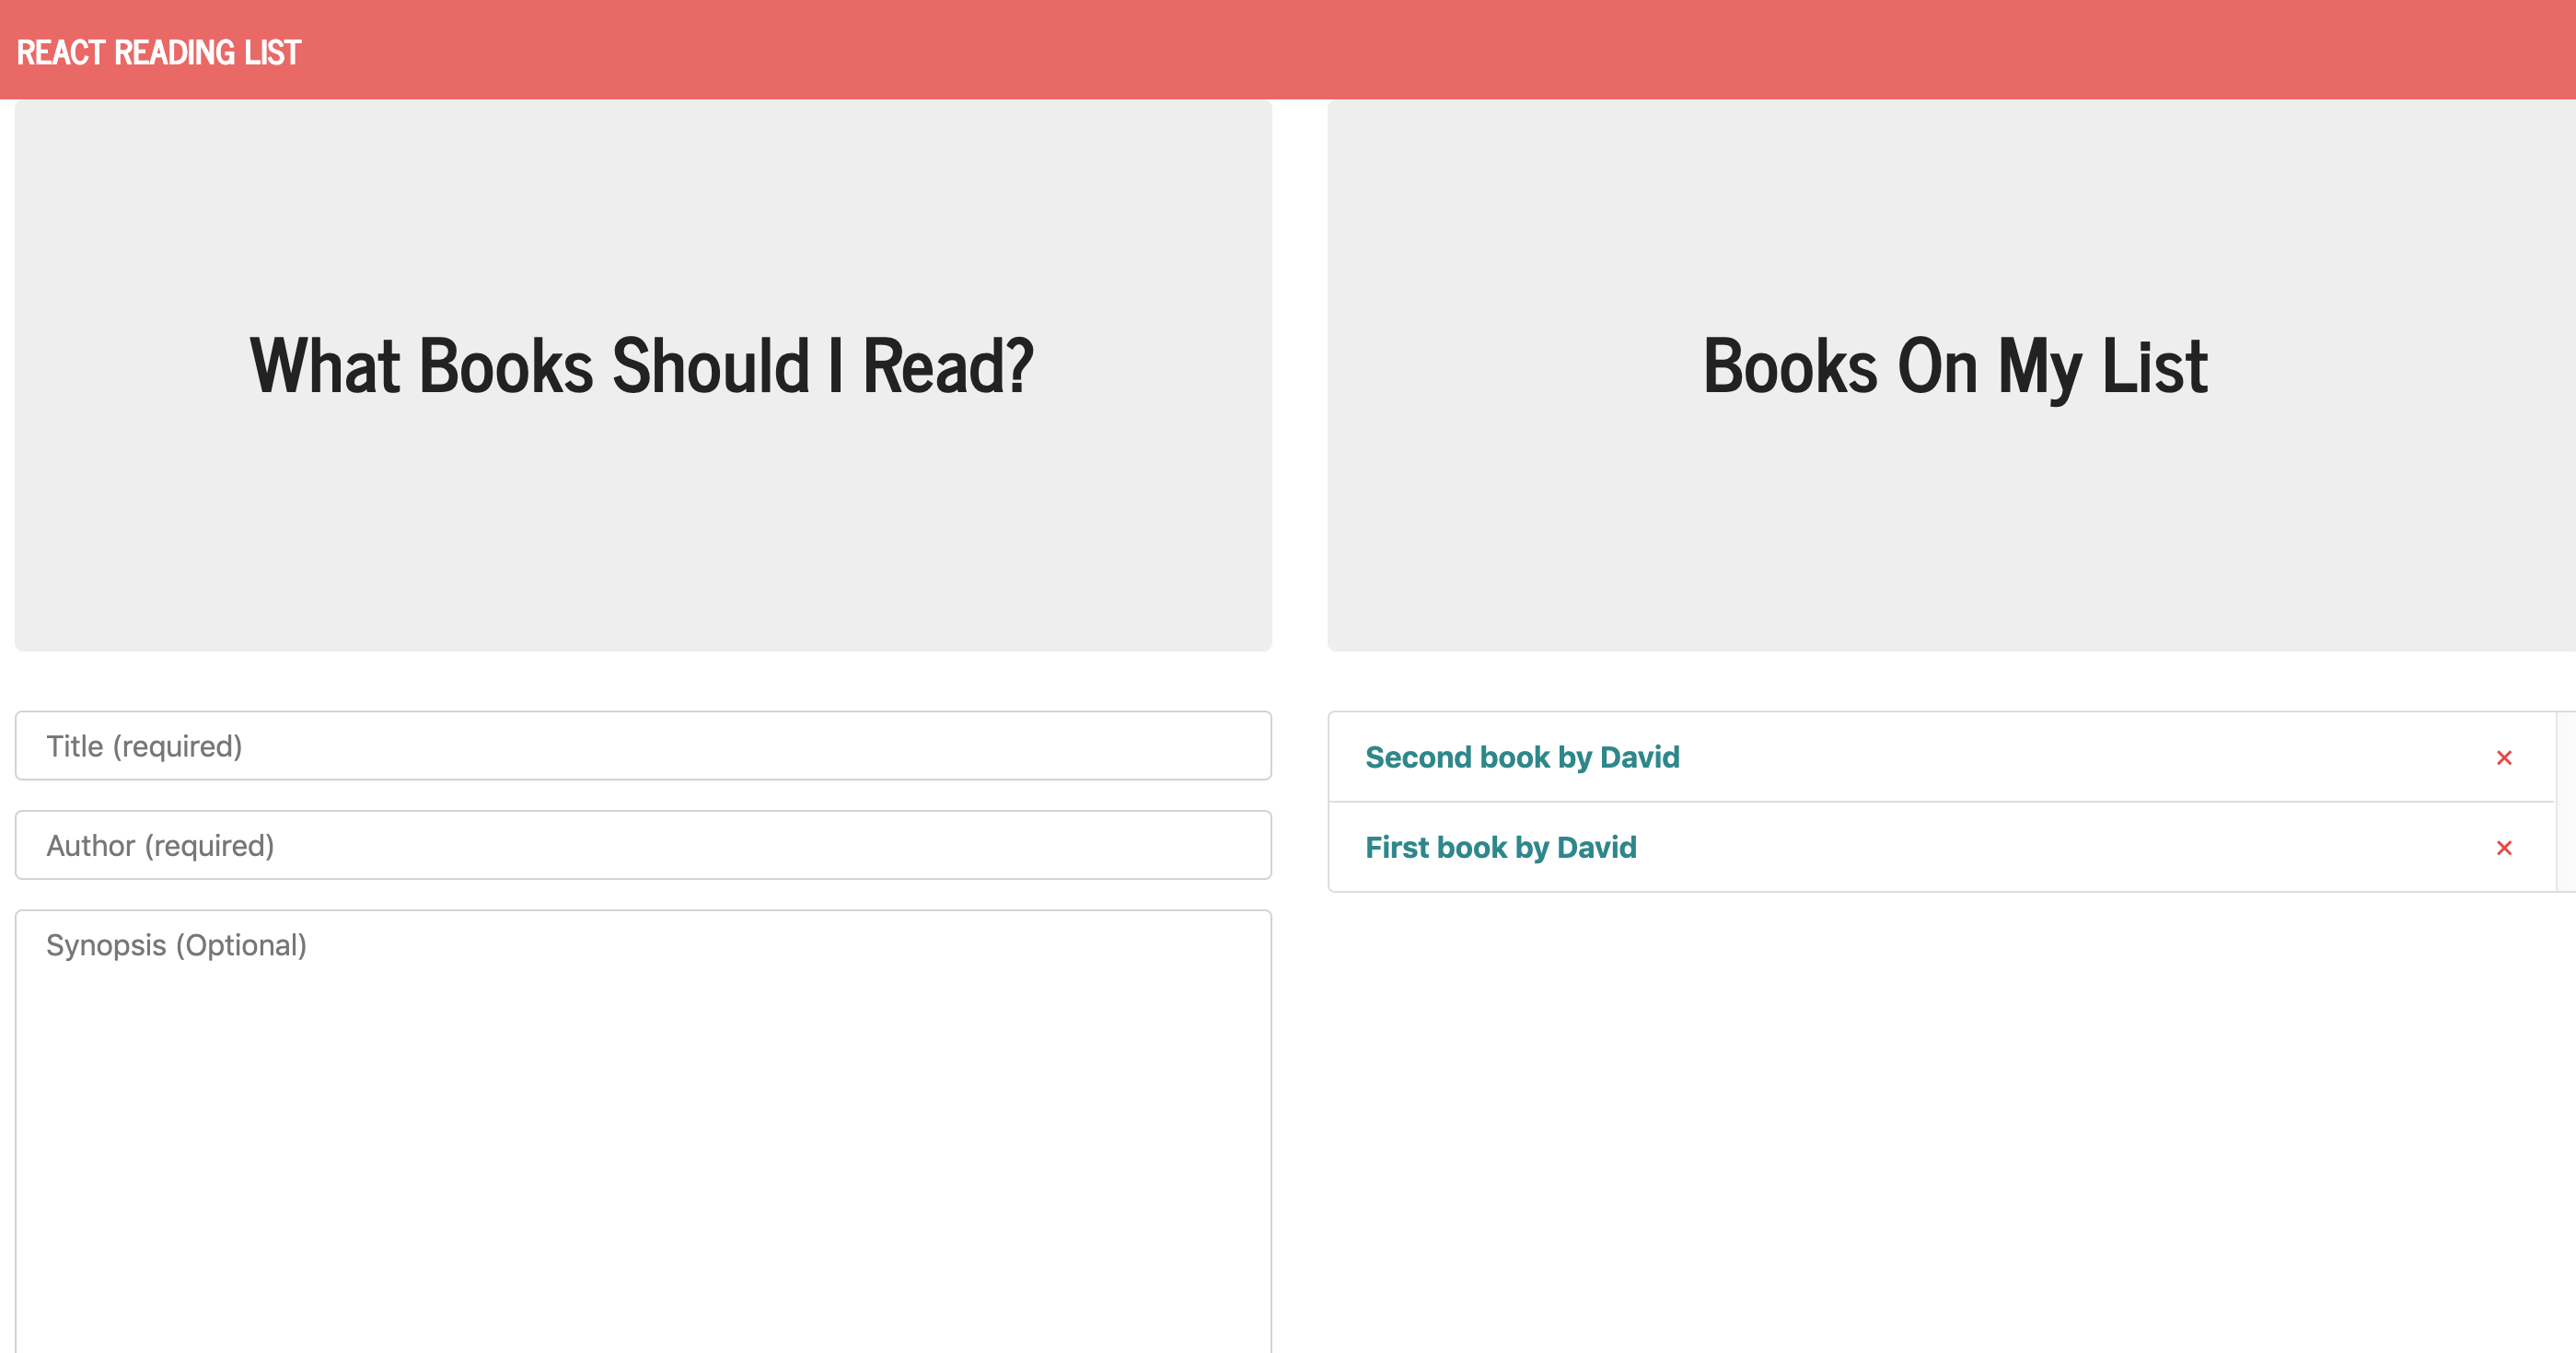 REACT READING LIST
What Books Should I Read?
Title (required)
Author (required)
Synopsis (Optional)
Books On My List
Second book by David ×
First book by David ×